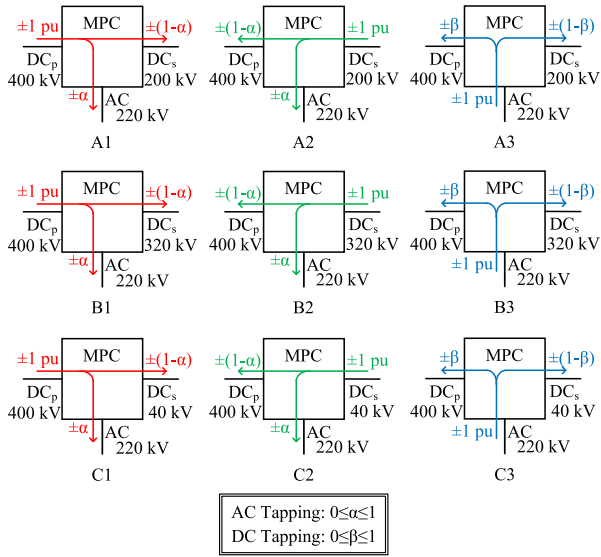 ±1 pu MPC ±(1-α)
DCp DCs
400 kV 200 kV
±α AC
220 kV
A1
±(1-α) MPC ±1 pu
DCp DCs
400 kV 200 kV
±α AC
220 kV
A2
±β MPC ±(1-β)
DCp DCs
400 kV 200 kV
±1 pu AC
220 kV
A3
±1 pu MPC ±(1-α)
DCp DCs
400 kV 320 kV
±α AC
220 kV
B1
±(1-α) MPC ±1 pu
DCp DCs
400 kV 320 kV
±α AC
220 kV
B2
±β MPC ±(1-β)
DCp DCs
400 kV 320 kV
±1 pu AC
220 kV
B3
±1 pu MPC ±(1-α)
DCp DCs
400 kV 40 kV
±α AC
220 kV
C1
±(1-α) MPC ±1 pu
DCp DCs
400 kV 40 kV
±α AC
220 kV
C2
±β MPC ±(1-β)
DCp DCs
400 kV 40 kV
±1 pu AC
220 kV
C3
AC Tapping: 0≤α≤1
DC Tapping: 0≤β≤1